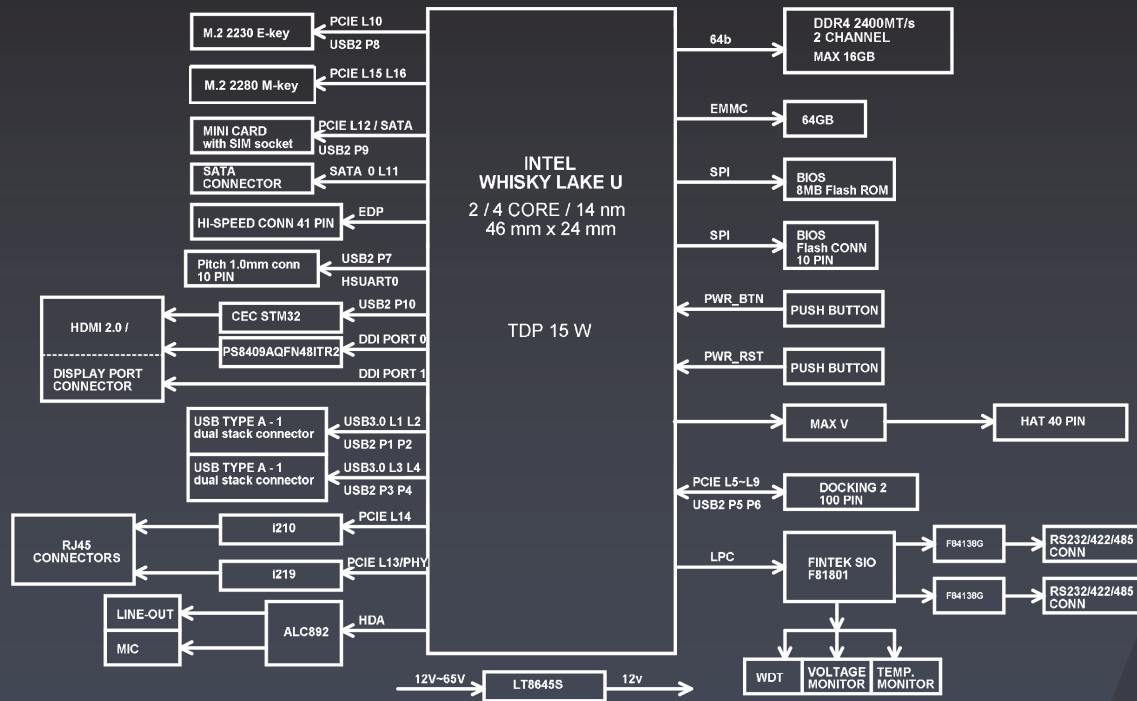 M.2 2230 E-key
PCIE L10
USB2 P8
M.2 2280 M-key
PCIE L15 L16
MINI CARD
with SIM socket
PCIE L12 / SATA
USB2 P9
SATA
CONNECTOR
SATA 0 L11
HI-SPEED CONN 41 PIN
EDP
Pitch 1.0mm conn
10 PIN
USB2 P7
HSUART0
HDMI 2.0 /
DISPLAY PORT
CONNECTOR
CEC STM32
USB2 P10
PS8409AQFN48ITR2
DDI PORT 0
DDI PORT 1
USB TYPE A - 1
dual stack connector
USB3.0 L1 L2
USB2 P1 P2
USB TYPE A - 1
dual stack connector
USB3.0 L3 L4
USB2 P3 P4
RJ45
CONNECTORS
i210
PCIE L14
i219
PCIE L13/PHY
LINE-OUT
MIC
ALC892
HDA
INTEL
WHISKY LAKE U
2 / 4 CORE / 14 nm
46 mm x 24 mm
TDP 15 W
12V~65V
LT8645S
12v
64b
DDR4 2400MT/s
2 CHANNEL
MAX 16GB
EMMC
64GB
SPI
BIOS
8MB Flash ROM
SPI
BIOS
Flash CONN
10 PIN
PWR_BTN
PUSH BUTTON
PWR_RST
PUSH BUTTON
MAX V
HAT 40 PIN
PCIE L5~L9
USB2 P5 P6
DOCKING 2
100 PIN
LPC
FINTEK SIO
F81801
F84138G
RS232/422/485
CONN
F84138G
RS232/422/485
CONN
WDT
VOLTAGE
MONITOR
TEMP.
MONITOR